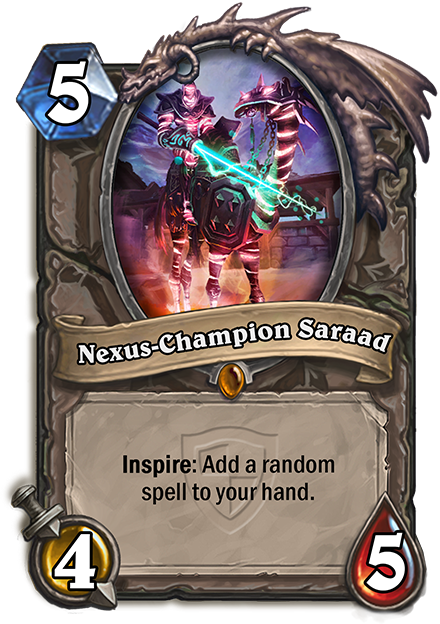 5
Nexus-Champion Saraad
Inspire: Add a random
spell to your hand.
4
5